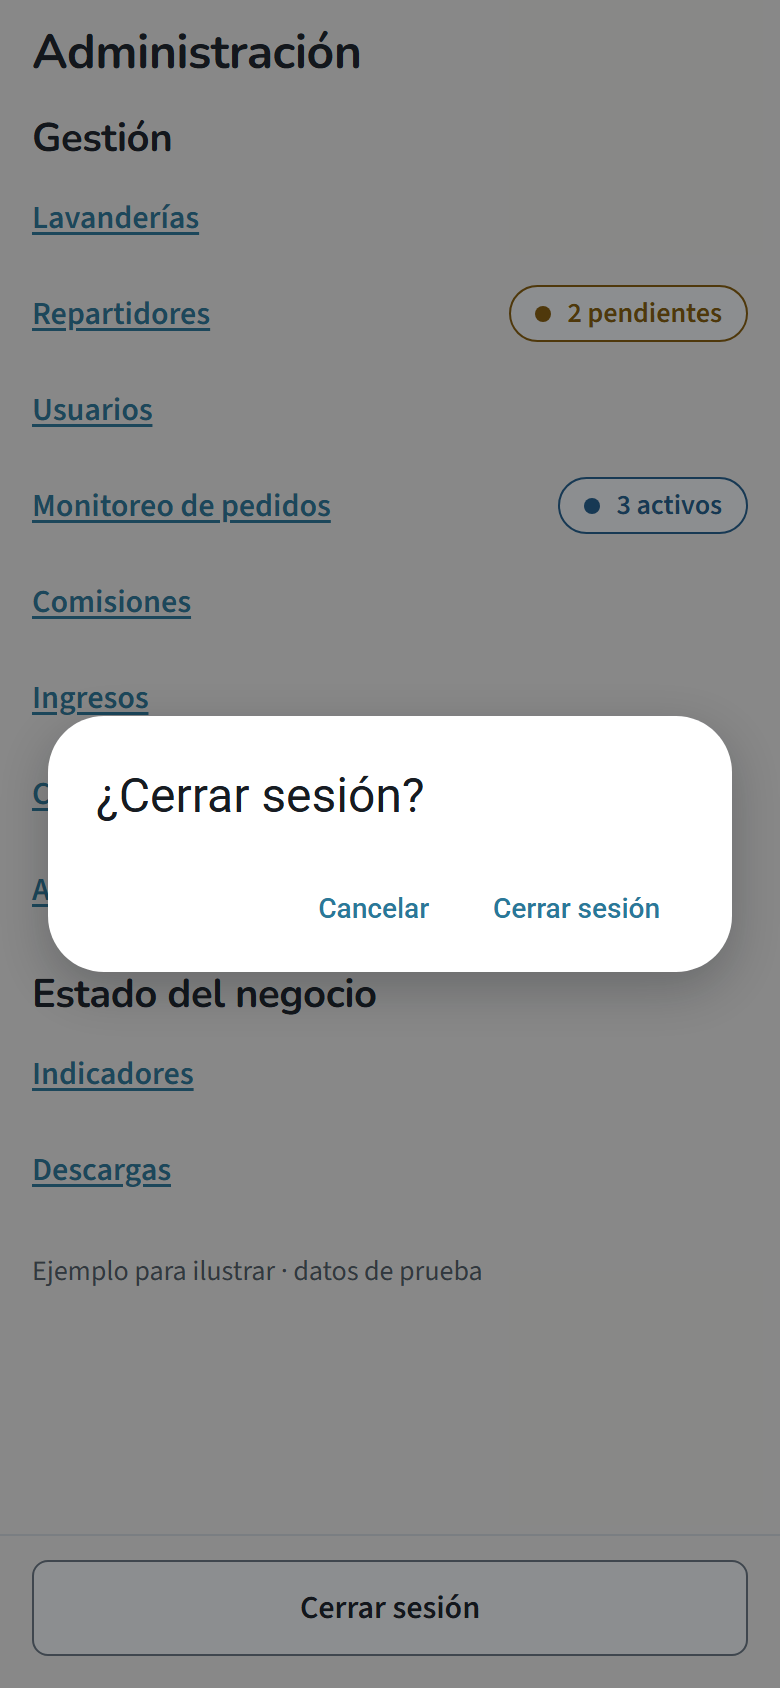 Administración
Gestión
Lavanderías
Repartidores
2 pendientes
Usuarios
Monitoreo de pedidos
3 activos
Comisiones
Ingresos
¿Cerrar sesión?
Cancelar
Cerrar sesión
Estado del negocio
Indicadores
Descargas
Ejemplo para ilustrar · datos de prueba
Cerrar sesión